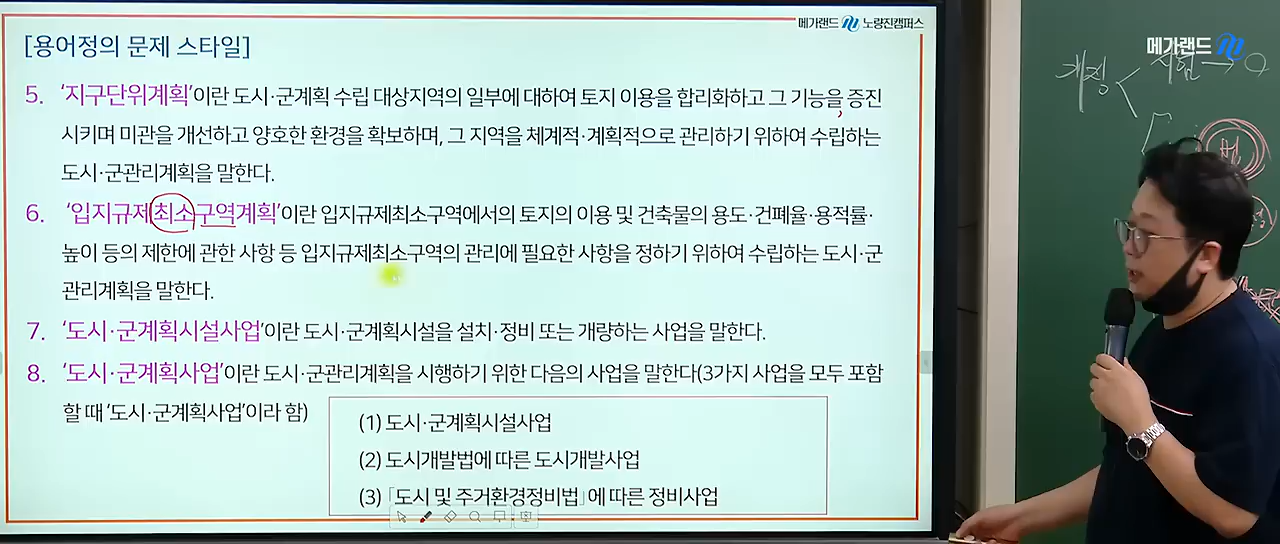 메가랜드 노량진캠퍼스
메가랜드
[용어정의 문제 스타일]
5. ‘지구단위계획’이란 도시·군계획 수립 대상지역의 일부에 대하여 토지 이용을 합리화하고 그 기능을 증진
시키며 미관을 개선하고 양호한 환경을 확보하며, 그 지역을 체계적·계획적으로 관리하기 위하여 수립하는
도시·군관리계획을 말한다.
6. ‘입지규제최소구역계획’이란 입지규제최소구역에서의 토지의 이용 및 건축물의 용도·건폐율·용적률·
높이 등의 제한에 관한 사항 등 입지규제최소구역의 관리에 필요한 사항을 정하기 위하여 수립하는 도시·군
관리계획을 말한다.
7. ‘도시·군계획시설사업’이란 도시·군계획시설을 설치·정비 또는 개량하는 사업을 말한다.
8. ‘도시·군계획사업’이란 도시·군관리계획을 시행하기 위한 다음의 사업을 말한다(3가지 사업을 모두 포함
할 때 ‘도시·군계획사업’이라 함)
(1) 도시·군계획시설사업
(2) 도시개발법에 따른 도시개발사업
(3) 「도시 및 주거환경정비법」에 따른 정비사업
개정
시험
법